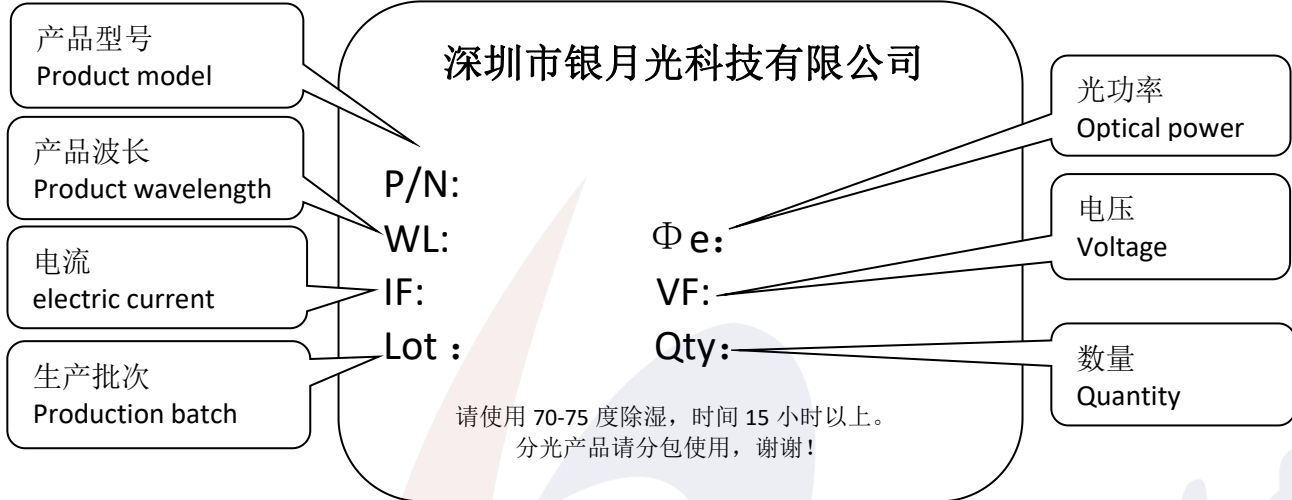 产品型号
Product model
产品波长
Product wavelength
电流
electric current
生产批次
Production batch
深圳市银月光科技有限公司
P/N:
WL:
Φe：
IF:
VF:
Lot：
Qty：
请使用 70-75 度除湿，时间 15 小时以上。
分光产品请分包使用，谢谢！
光功率
Optical power
电压
Voltage
数量
Quantity